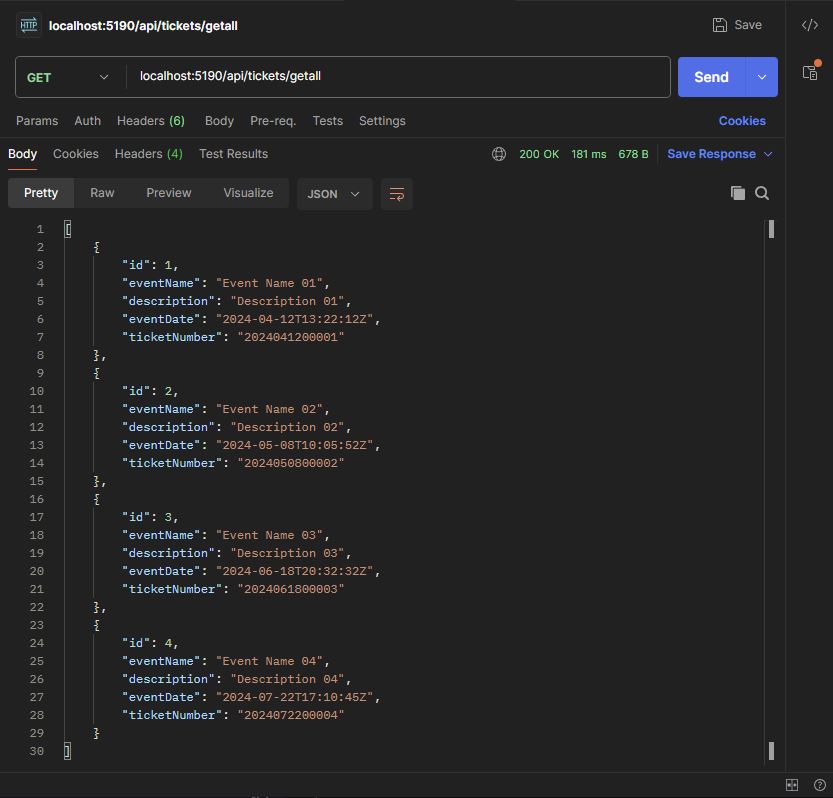 HTTP localhost:5190/api/tickets/getall Save </>
GET localhost:5190/api/tickets/getall Send
Params Auth Headers (6) Body Pre-req. Tests Settings Cookies
Body Cookies Headers (4) Test Results 200 OK 181 ms 678 B Save Response
Pretty Raw Preview Visualize JSON
1 [
2 {
3 "id": 1,
4 "eventName": "Event Name 01",
5 "description": "Description 01",
6 "eventDate": "2024-04-12T13:22:12Z",
7 "ticketNumber": "2024041200001"
8 },
9 {
10 "id": 2,
11 "eventName": "Event Name 02",
12 "description": "Description 02",
13 "eventDate": "2024-05-08T10:05:52Z",
14 "ticketNumber": "2024050800002"
15 },
16 {
17 "id": 3,
18 "eventName": "Event Name 03",
19 "description": "Description 03",
20 "eventDate": "2024-06-18T20:32:32Z",
21 "ticketNumber": "2024061800003"
22 },
23 {
24 "id": 4,
25 "eventName": "Event Name 04",
26 "description": "Description 04",
27 "eventDate": "2024-07-22T17:10:45Z",
28 "ticketNumber": "2024072200004"
29 }
30 ]